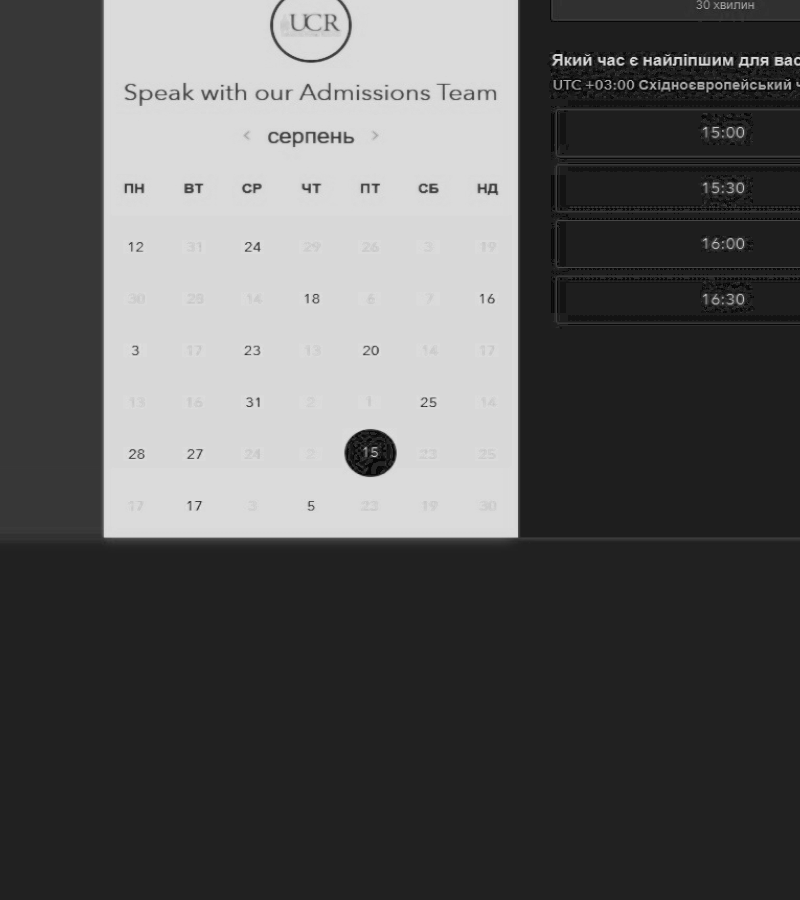 UCR
Speak with our Admissions Team
‹ серпень ›
ПН ВТ СР ЧТ ПТ СБ НД
12 31 24 29 26 3 19
30 28 14 18 6 7 16
3 17 23 13 20 14 17
13 16 31 2 1 25 14
28 27 24 2 15 23 25
17 17 3 5 23 19 30
30 хвилин
Який час є найліпшим для вас
UTC +03:00 Східноєвропейський ч
15:00
15:30
16:00
16:30